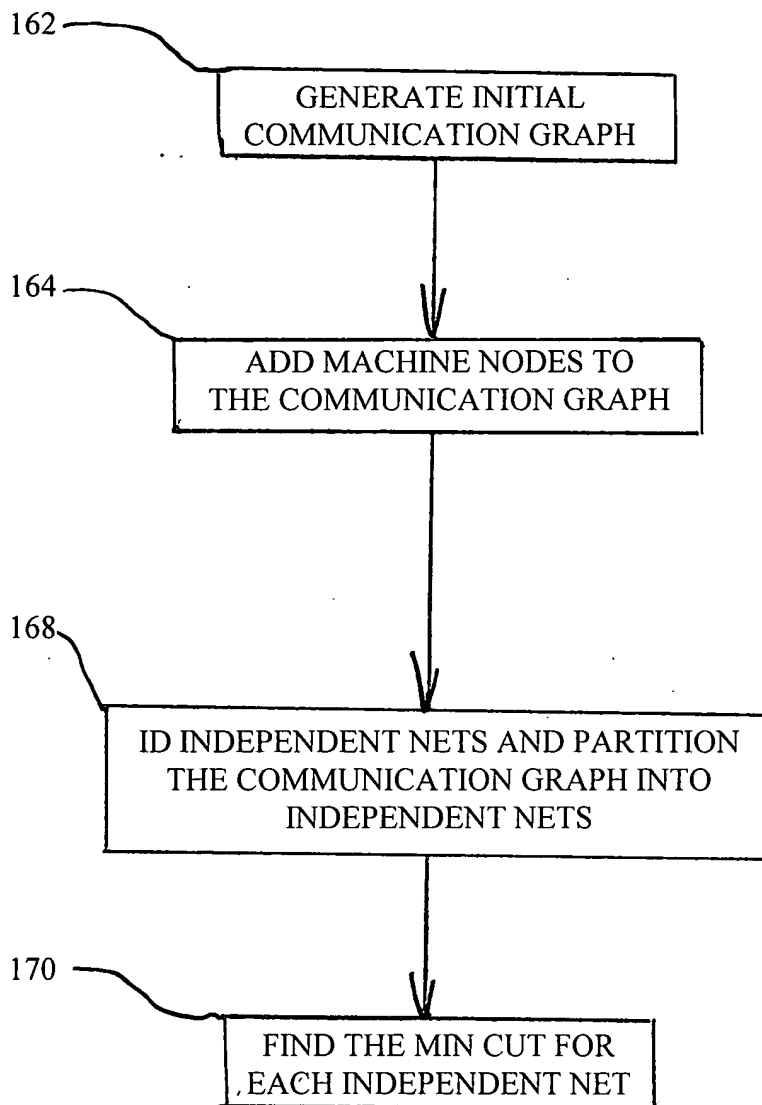 162
GENERATE INITIAL
COMMUNICATION GRAPH
164
ADD MACHINE NODES TO
THE COMMUNICATION GRAPH
168
ID INDEPENDENT NETS AND PARTITION
THE COMMUNICATION GRAPH INTO
INDEPENDENT NETS
170
FIND THE MIN CUT FOR
EACH INDEPENDENT NET